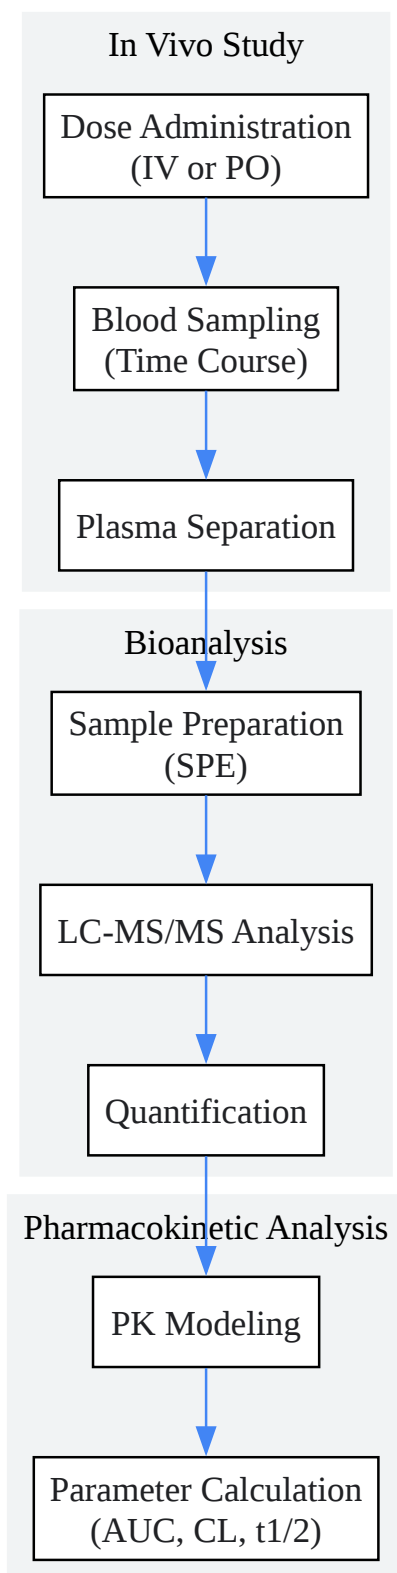 In Vivo Study
Dose Administration
(IV or PO)
Blood Sampling
(Time Course)
Plasma Separation
Bioanalysis
Sample Preparation
(SPE)
LC-MS/MS Analysis
Quantification
Pharmacokinetic Analysis
PK Modeling
Parameter Calculation
(AUC, CL, t1/2)